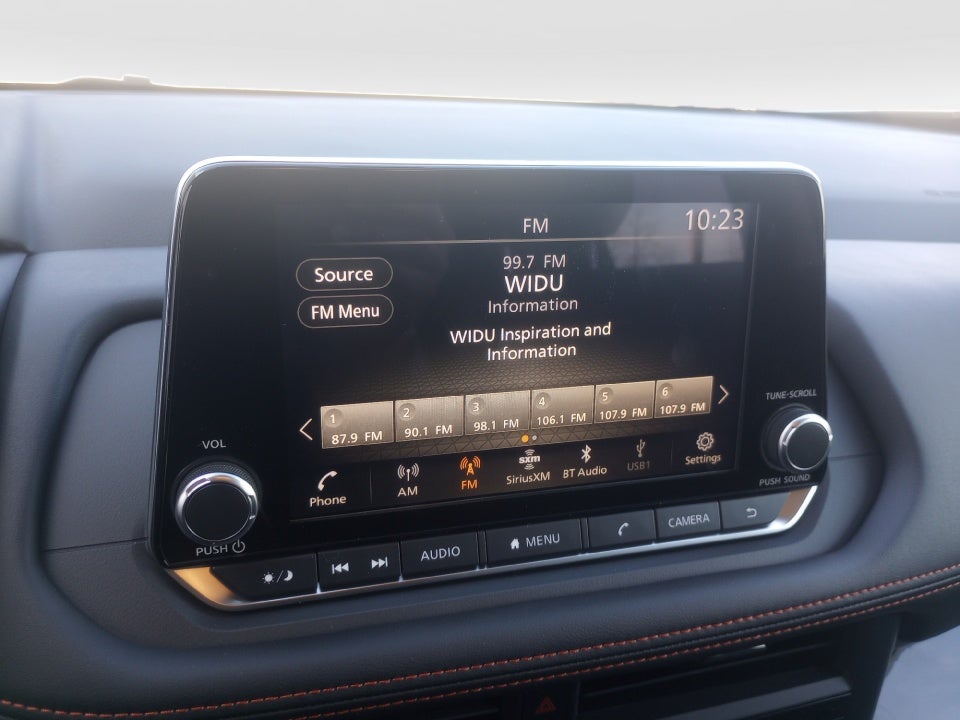 FM 10:23
Source
FM Menu
99.7 FM
WIDU
Information
WIDU Inspiration and
Information
1 2 3 4 5 6
87.9 FM 90.1 FM 98.1 FM 106.1 FM 107.9 FM 107.9 FM
Phone AM FM sxm SiriusXM BT Audio USB1 Settings
VOL
PUSH
TUNE·SCROLL
PUSH SOUND
AUDIO MENU CAMERA